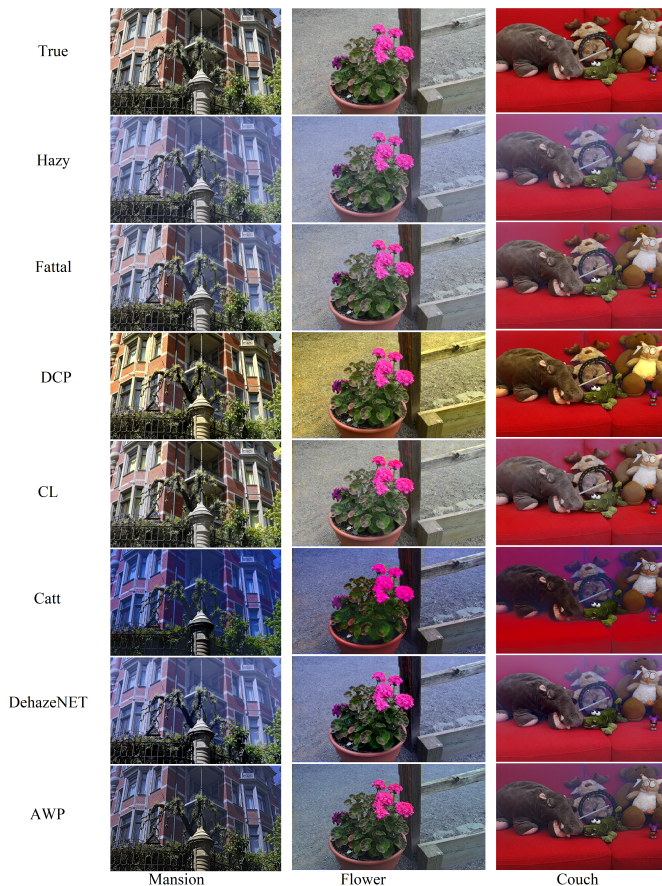 True
Hazy
Fattal
DCP
CL
Catt
DehazeNET
AWP
Mansion Flower Couch